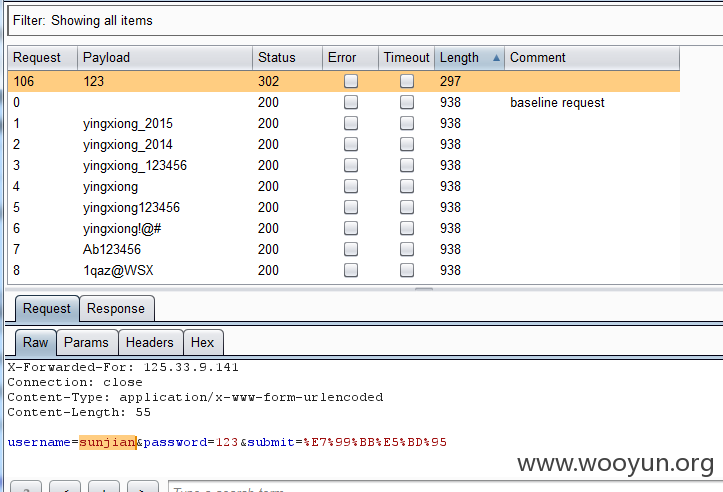 Filter: Showing all items
Request Payload Status Error Timeout Length Comment
106 123 302 297
0 200 938 baseline request
1 yingxiong_2015 200 938
2 yingxiong_2014 200 938
3 yingxiong_123456 200 938
4 yingxiong 200 938
5 yingxiong123456 200 938
6 yingxiong!@# 200 938
7 Ab123456 200 938
8 1qaz@WSX 200 938
Request Response
Raw Params Headers Hex
X-Forwarded-For: 125.33.9.141
Connection: close
Content-Type: application/x-www-form-urlencoded
Content-Length: 55
username=sunjian&password=123&submit=%E7%99%BB%E5%BD%95
www.wooyun.org